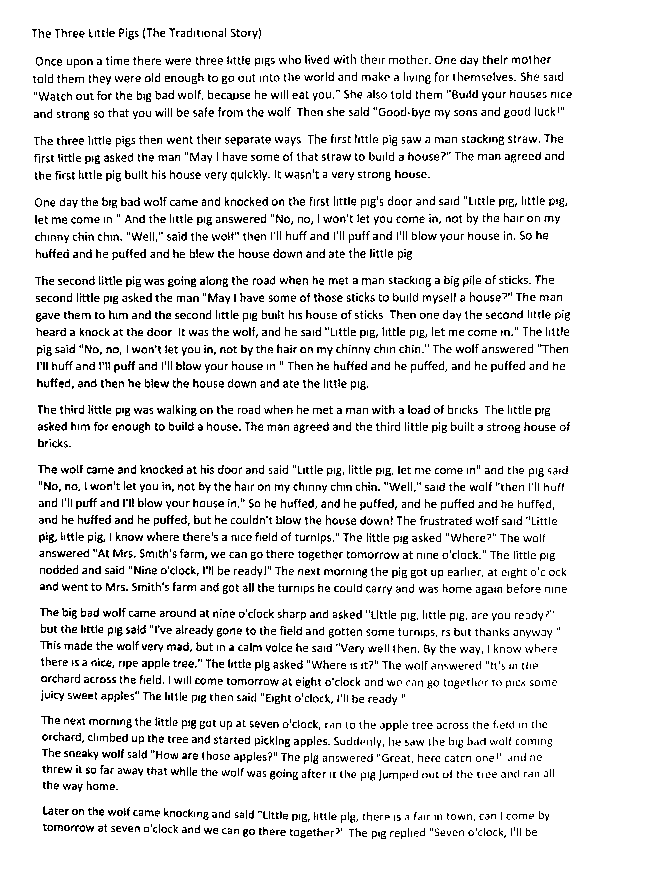 The Three Little Pigs (The Traditional Story)
Once upon a time there were three little pigs who lived with their mother. One day their mother
told them they were old enough to go out into the world and make a living for themselves. She said
"Watch out for the big bad wolf, because he will eat you." She also told them "Build your houses nice
and strong so that you will be safe from the wolf Then she said "Good-bye my sons and good luck!"
The three little pigs then went their separate ways The first little pig saw a man stacking straw. The
first little pig asked the man "May I have some of that straw to build a house?" The man agreed and
the first little pig built his house very quickly. It wasn't a very strong house.
One day the big bad wolf came and knocked on the first little pig's door and said "Little pig, little pig,
let me come in " And the little pig answered "No, no, I won't let you come in, not by the hair on my
chinny chin chin. "Well," said the wolf" then I'll huff and I'll puff and I'll blow your house in. So he
huffed and he puffed and he blew the house down and ate the little pig
The second little pig was going along the road when he met a man stacking a big pile of sticks. The
second little pig asked the man "May I have some of those sticks to build myself a house?" The man
gave them to him and the second little pig built his house of sticks Then one day the second little pig
heard a knock at the door It was the wolf, and he said "Little pig, little pig, let me come in." The little
pig said "No, no, I won't let you in, not by the hair on my chinny chin chin." The wolf answered "Then
I'll huff and I'll puff and I'll blow your house in " Then he huffed and he puffed, and he puffed and he
huffed, and then he blew the house down and ate the little pig.
The third little pig was walking on the road when he met a man with a load of bricks The little pig
asked him for enough to build a house. The man agreed and the third little pig built a strong house of
bricks.
The wolf came and knocked at his door and said "Little pig, little pig, let me come in" and the pig said
"No, no, I won't let you in, not by the hair on my chinny chin chin. "Well," said the wolf "then I'll huff
and I'll puff and I'll blow your house in." So he huffed, and he puffed, and he puffed and he huffed,
and he huffed and he puffed, but he couldn't blow the house down! The frustrated wolf said "Little
pig, little pig, I know where there's a nice field of turnips." The little pig asked "Where?" The wolf
answered "At Mrs. Smith's farm, we can go there together tomorrow at nine o'clock." The little pig
nodded and said "Nine o'clock, I'll be ready!" The next morning the pig got up earlier, at eight o'clock
and went to Mrs. Smith's farm and got all the turnips he could carry and was home again before nine
The big bad wolf came around at nine o'clock sharp and asked "Little pig, little pig, are you ready?"
but the little pig said "I've already gone to the field and gotten some turnips, rs but thanks anyway "
This made the wolf very mad, but in a calm voice he said "Very well then. By the way, I know where
there is a nice, ripe apple tree." The little pig asked "Where is it?" The wolf answered "It's in the
orchard across the field. I will come tomorrow at eight o'clock and we can go together to pick some
juicy sweet apples" The little pig then said "Eight o'clock, I'll be ready "
The next morning the little pig got up at seven o'clock, ran to the apple tree across the field in the
orchard, climbed up the tree and started picking apples. Suddenly, he saw the big bad wolf coming
The sneaky wolf said "How are those apples?" The pig answered "Great, here catch one!" and he
threw it so far away that while the wolf was going after it the pig jumped out of the tree and ran all
the way home.
Later on the wolf came knocking and said "Little pig, little pig, there is a fair in town, can I come by
tomorrow at seven o'clock and we can go there together?" The pig replied "Seven o'clock, I'll be